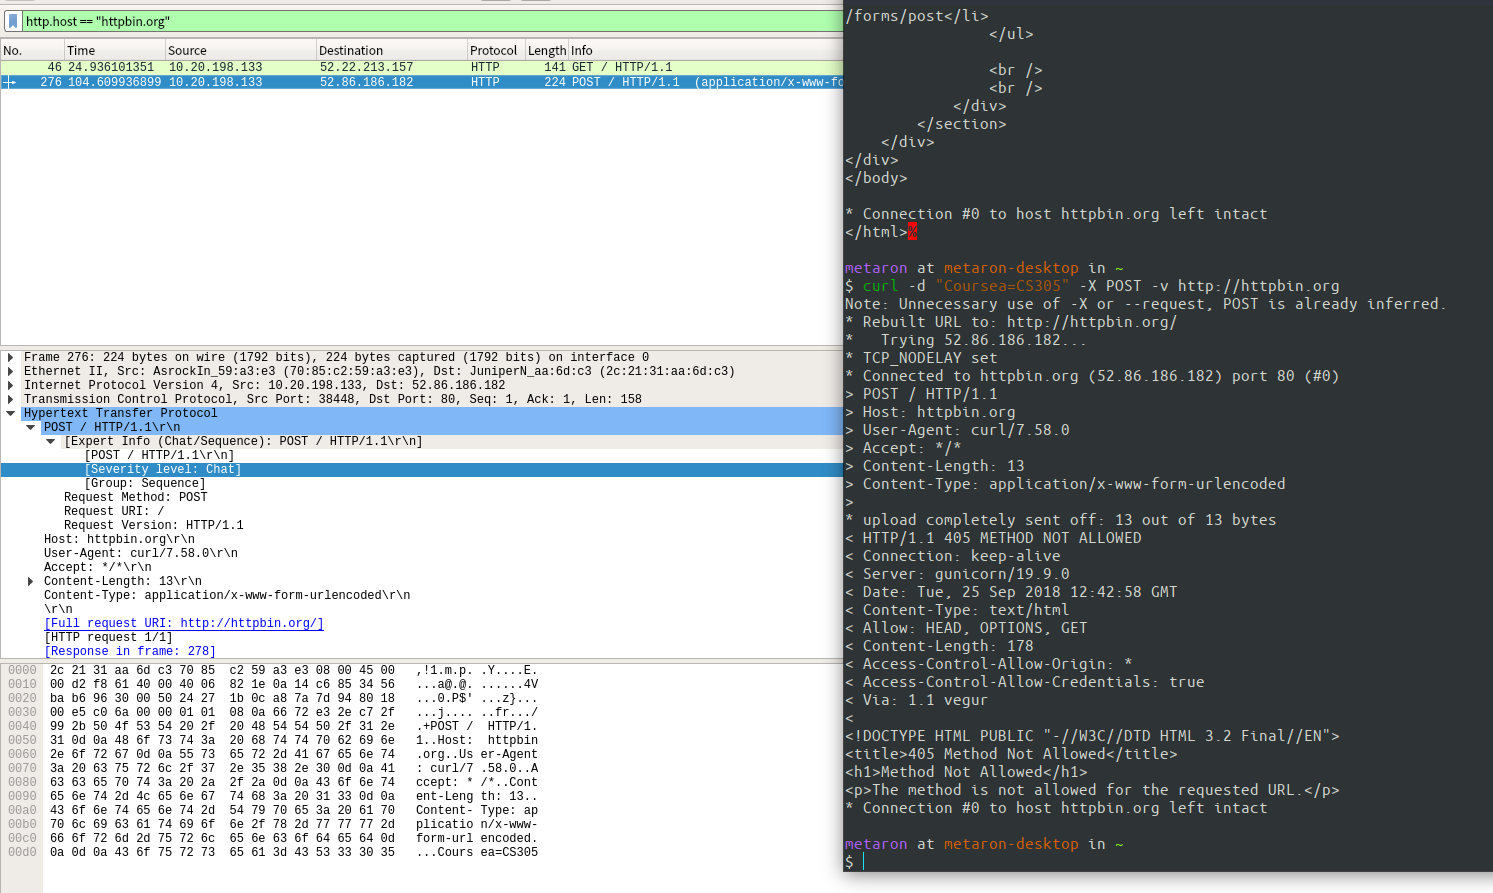 http.host == "httpbin.org"
No. Time Source Destination Protocol Length Info
46 24.936101351 10.20.198.133 52.22.213.157 HTTP 141 GET / HTTP/1.1
276 104.609936899 10.20.198.133 52.86.186.182 HTTP 224 POST / HTTP/1.1 (application/x-www-fo
Frame 276: 224 bytes on wire (1792 bits), 224 bytes captured (1792 bits) on interface 0
Ethernet II, Src: AsrockIn_59:a3:e3 (70:85:c2:59:a3:e3), Dst: JuniperN_aa:6d:c3 (2c:21:31:aa:6d:c3)
Internet Protocol Version 4, Src: 10.20.198.133, Dst: 52.86.186.182
Transmission Control Protocol, Src Port: 38448, Dst Port: 80, Seq: 1, Ack: 1, Len: 158
Hypertext Transfer Protocol
POST / HTTP/1.1\r\n
[Expert Info (Chat/Sequence): POST / HTTP/1.1\r\n]
[POST / HTTP/1.1\r\n]
[Severity level: Chat]
[Group: Sequence]
Request Method: POST
Request URI: /
Request Version: HTTP/1.1
Host: httpbin.org\r\n
User-Agent: curl/7.58.0\r\n
Accept: */*\r\n
Content-Length: 13\r\n
Content-Type: application/x-www-form-urlencoded\r\n
\r\n
[Full request URI: http://httpbin.org/]
[HTTP request 1/1]
[Response in frame: 278]
0000 2c 21 31 aa 6d c3 70 85 c2 59 a3 e3 08 00 45 00 ,!1.m.p. .Y....E.
0010 00 d2 f8 61 40 00 40 06 82 1e 0a 14 c6 85 34 56 ...a@.@. ......4V
0020 ba b6 96 30 00 50 24 27 1b 0c a8 7a 7d 94 80 18 ...0.P$' ...z}...
0030 00 e5 c0 6a 00 00 01 01 08 0a 66 72 e3 2e c7 2f ...j.... ..fr.../
0040 99 2b 50 4f 53 54 20 2f 20 48 54 54 50 2f 31 2e .+POST / HTTP/1.
0050 31 0d 0a 48 6f 73 74 3a 20 68 74 74 70 62 69 6e 1..Host: httpbin
0060 2e 6f 72 67 0d 0a 55 73 65 72 2d 41 67 65 6e 74 .org..Us er-Agent
0070 3a 20 63 75 72 6c 2f 37 2e 35 38 2e 30 0d 0a 41 : curl/7 .58.0..A
0080 63 63 65 70 74 3a 20 2a 2f 2a 0d 0a 43 6f 6e 74 ccept: * /*..Cont
0090 65 6e 74 2d 4c 65 6e 67 74 68 3a 20 31 33 0d 0a ent-Leng th: 13..
00a0 43 6f 6e 74 65 6e 74 2d 54 79 70 65 3a 20 61 70 Content- Type: ap
00b0 70 6c 69 63 61 74 69 6f 6e 2f 78 2d 77 77 77 2d plicatio n/x-www-
00c0 66 6f 72 6d 2d 75 72 6c 65 6e 63 6f 64 65 64 0d form-url encoded.
00d0 0a 0d 0a 43 6f 75 72 73 65 61 3d 43 53 33 30 35 ...Cours ea=CS305
/forms/post</li>
</ul>
<br />
<br />
</div>
</section>
</div>
</div>
</body>
* Connection #0 to host httpbin.org left intact
</html>%
metaron at metaron-desktop in ~
$ curl -d "Coursea=CS305" -X POST -v http://httpbin.org
Note: Unnecessary use of -X or --request, POST is already inferred.
* Rebuilt URL to: http://httpbin.org/
* Trying 52.86.186.182...
* TCP_NODELAY set
* Connected to httpbin.org (52.86.186.182) port 80 (#0)
> POST / HTTP/1.1
> Host: httpbin.org
> User-Agent: curl/7.58.0
> Accept: */*
> Content-Length: 13
> Content-Type: application/x-www-form-urlencoded
>
* upload completely sent off: 13 out of 13 bytes
< HTTP/1.1 405 METHOD NOT ALLOWED
< Connection: keep-alive
< Server: gunicorn/19.9.0
< Date: Tue, 25 Sep 2018 12:42:58 GMT
< Content-Type: text/html
< Allow: HEAD, OPTIONS, GET
< Content-Length: 178
< Access-Control-Allow-Origin: *
< Access-Control-Allow-Credentials: true
< Via: 1.1 vegur
<
<!DOCTYPE HTML PUBLIC "-//W3C//DTD HTML 3.2 Final//EN">
<title>405 Method Not Allowed</title>
<h1>Method Not Allowed</h1>
<p>The method is not allowed for the requested URL.</p>
* Connection #0 to host httpbin.org left intact
metaron at metaron-desktop in ~
$